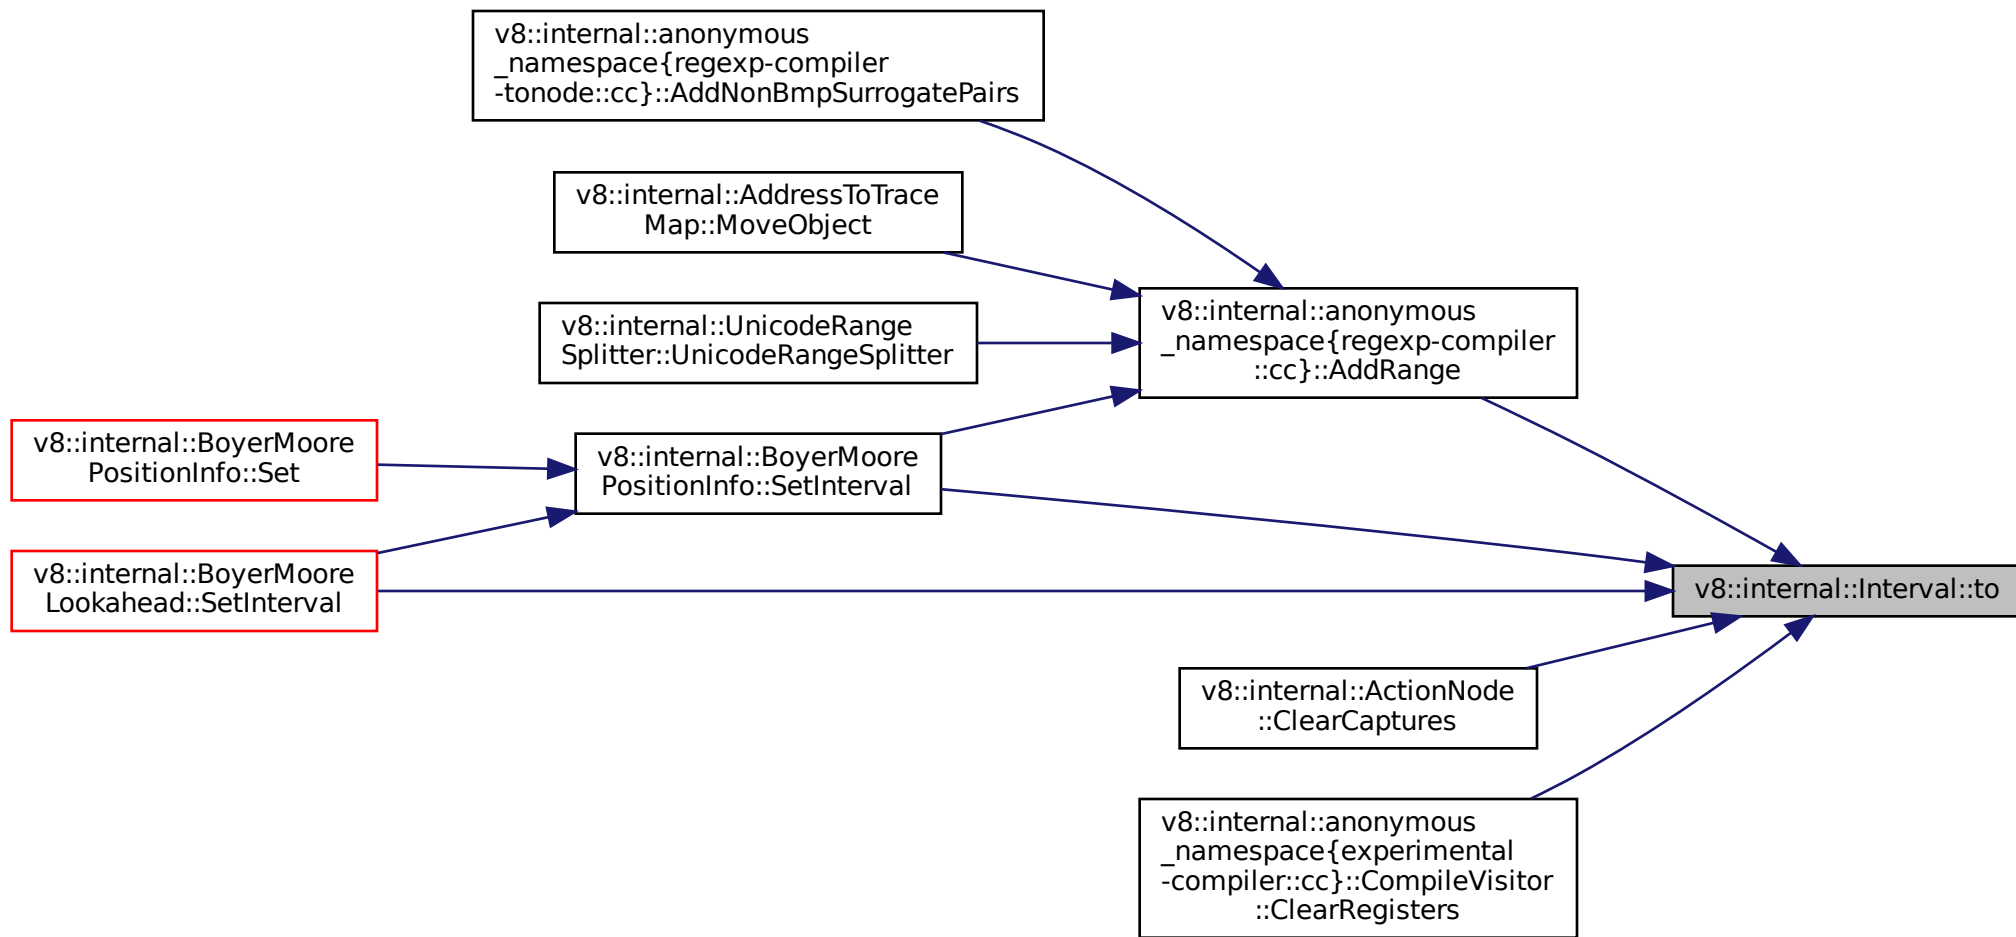 v8::internal::anonymous
_namespace{regexp-compiler
-tonode::cc}::AddNonBmpSurrogatePairs
v8::internal::AddressToTrace
Map::MoveObject
v8::internal::UnicodeRange
Splitter::UnicodeRangeSplitter
v8::internal::anonymous
_namespace{regexp-compiler
::cc}::AddRange
v8::internal::BoyerMoore
PositionInfo::Set
v8::internal::BoyerMoore
PositionInfo::SetInterval
v8::internal::BoyerMoore
Lookahead::SetInterval
v8::internal::Interval::to
v8::internal::ActionNode
::ClearCaptures
v8::internal::anonymous
_namespace{experimental
-compiler::cc}::CompileVisitor
::ClearRegisters